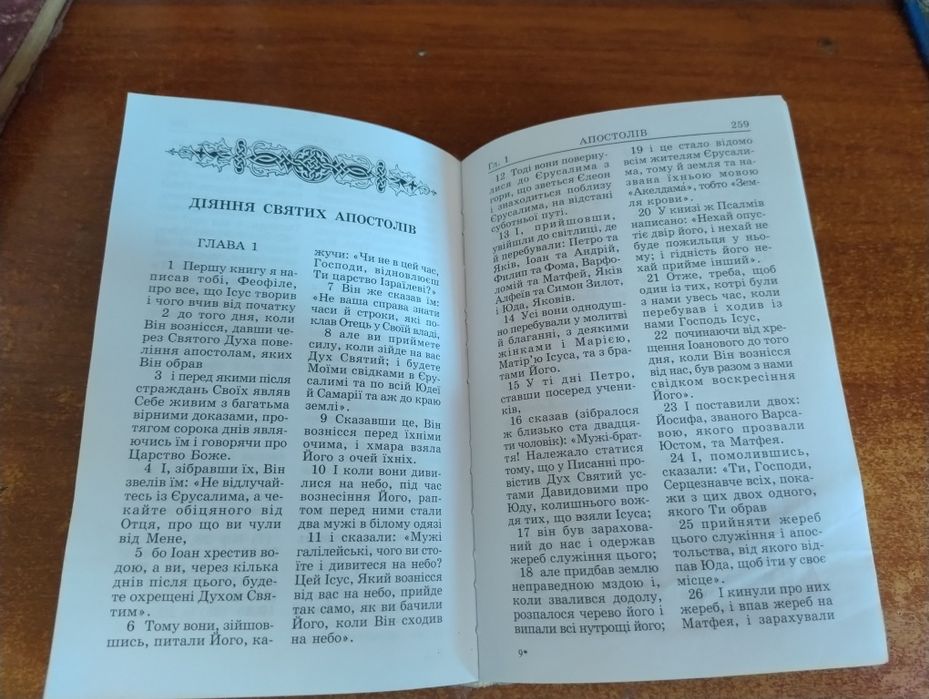 ДІЯННЯ СВЯТИХ АПОСТОЛІВ
ГЛАВА 1
1 Першу книгу я на-
писав тобі, Феофіле,
про все, що Ісус творив
і чого вчив від початку
2 до того дня, коли
Він вознісся, давши че-
рез Святого Духа пове-
ління апостолам, яких
Він обрав
3 і перед якими після
страждань Своїх являв
Себе живим з багатьма
вірними доказами, про-
тягом сорока днів явля-
ючись їм і говорячи про
Царство Боже.
4 І, зібравши їх, Він
звелів їм: «Не відлучай-
тесь із Єрусалима, а че-
кайте обіцяного від
Отця, про що ви чули
від Мене,
5 бо Іоан хрестив во-
дою, а ви, через кілька
днів після цього, буде-
те охрещені Духом Свя-
тим».
6 Тому вони, зійшов-
шись, питали Його, ка-
жучи: «Чи не в цей час,
Господи, відновлюєш
Ти царство Ізраїлеві?»
7 Він же сказав їм:
«Не ваша справа знати
часи й строки, які по-
клав Отець у Своїй владі,
8 але ви приймете
силу, коли зійде на вас
Дух Святий; і будете
Моїми свідками в Єру-
салимі та по всій Юдеї
й Самарії та аж до краю
землі».
9 Сказавши це, Він
вознісся перед їхніми
очима, і хмара взяла
Його з очей їхніх.
10 І коли вони диви-
лися на небо, під час
вознесіння Його, рап-
том перед ними стали
два мужі в білому одязі
11 і сказали: «Мужі
галілейські, чого ви стої-
те і дивитеся на небо?
Цей Ісус, Який вознісся
від вас на небо, прийде
так само, як ви бачили
Його, коли Він сходив
на небо».
Гл. 1
АПОСТОЛІВ
259
12 Тоді вони поверну-
лися до Єрусалима з
гори, що зветься Єлеон
і знаходиться поблизу
Єрусалима, на відстані
суботньої путі.
13 І, прийшовши,
увійшли до світлиці, де
й перебували: Петро та
Яків, Іоан та Андрій,
Филип та Фома, Варфо-
ломій та Матфей, Яків
Алфеїв та Симон Зилот,
і Юда, Яковів.
14 Усі вони однодуш-
но перебували у молитві
й благанні, з деякими
жінками і Марією,
Матір'ю Ісуса, та з бра-
тами Його.
15 У ті дні Петро,
ставши посеред учени-
ків,
16 сказав (зібралося
ж близько ста двадця-
ти чоловік): «Мужі-брат-
тя! Належало статися
тому, що у Писанні про-
вістив Дух Святий ус-
тами Давидовими про
Юду, колишнього вож-
дя тих, що взяли Ісуса;
17 він був зарахован-
ий до нас і одержав
жереб служіння цього;
18 але придбав землю
неправедною мздою і,
коли звалився додолу,
розпалося черево його і
випали всі нутрощі його;
19 і це стало відомо
всім жителям Єрусали-
ма, тому й земля та на-
звана їхньою мовою
«Акелдама́», тобто «Зем-
ля крови».
20 У книзі ж Псалмів
написано: «Нехай опус-
тіє двір його, і нехай не
буде пожильця у ньо-
му; і гідність його не-
хай прийме інший».
21 Отже, треба, щоб
один із тих, котрі були
з нами увесь час, коли
перебував і ходив із
нами Господь Ісус,
22 починаючи від хре-
щення Іоанового до того
дня, коли Він вознісся
від нас, був разом з нами
свідком воскресіння
Його».
23 І поставили двох:
Йосифа, званого Варса-
вою, якого прозвали
Юстом, та Матфея.
24 І, помолившись,
сказали: «Ти, Господи,
Серцезнавче всіх, пока-
жи з цих двох одного,
якого Ти обрав
25 прийняти жереб
цього служіння і апос-
тольства, від якого від-
пав Юда, щоб іти у своє
місце».
26 І кинули про них
жереб, і впав жереб на
Матфея, і зарахували
9*